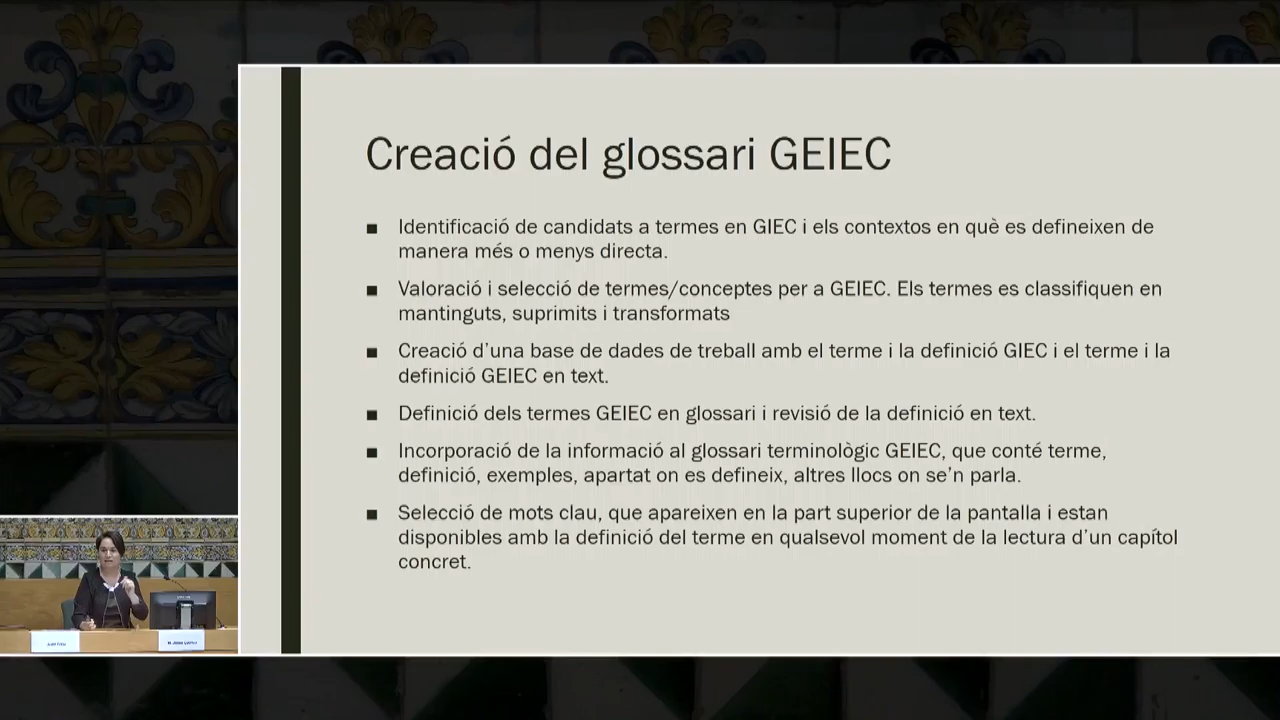 Creació del glossari GEIEC
■ Identificació de candidats a termes en GIEC i els contextos en què es defineixen de
manera més o menys directa.
■ Valoració i selecció de termes/conceptes per a GEIEC. Els termes es classifiquen en
mantinguts, suprimits i transformats
■ Creació d'una base de dades de treball amb el terme i la definició GIEC i el terme i la
definició GEIEC en text.
■ Definició dels termes GEIEC en glossari i revisió de la definició en text.
■ Incorporació de la informació al glossari terminològic GEIEC, que conté terme,
definició, exemples, apartat on es defineix, altres llocs on se'n parla.
■ Selecció de mots clau, que apareixen en la part superior de la pantalla i estan
disponibles amb la definició del terme en qualsevol moment de la lectura d'un capítol
concret.